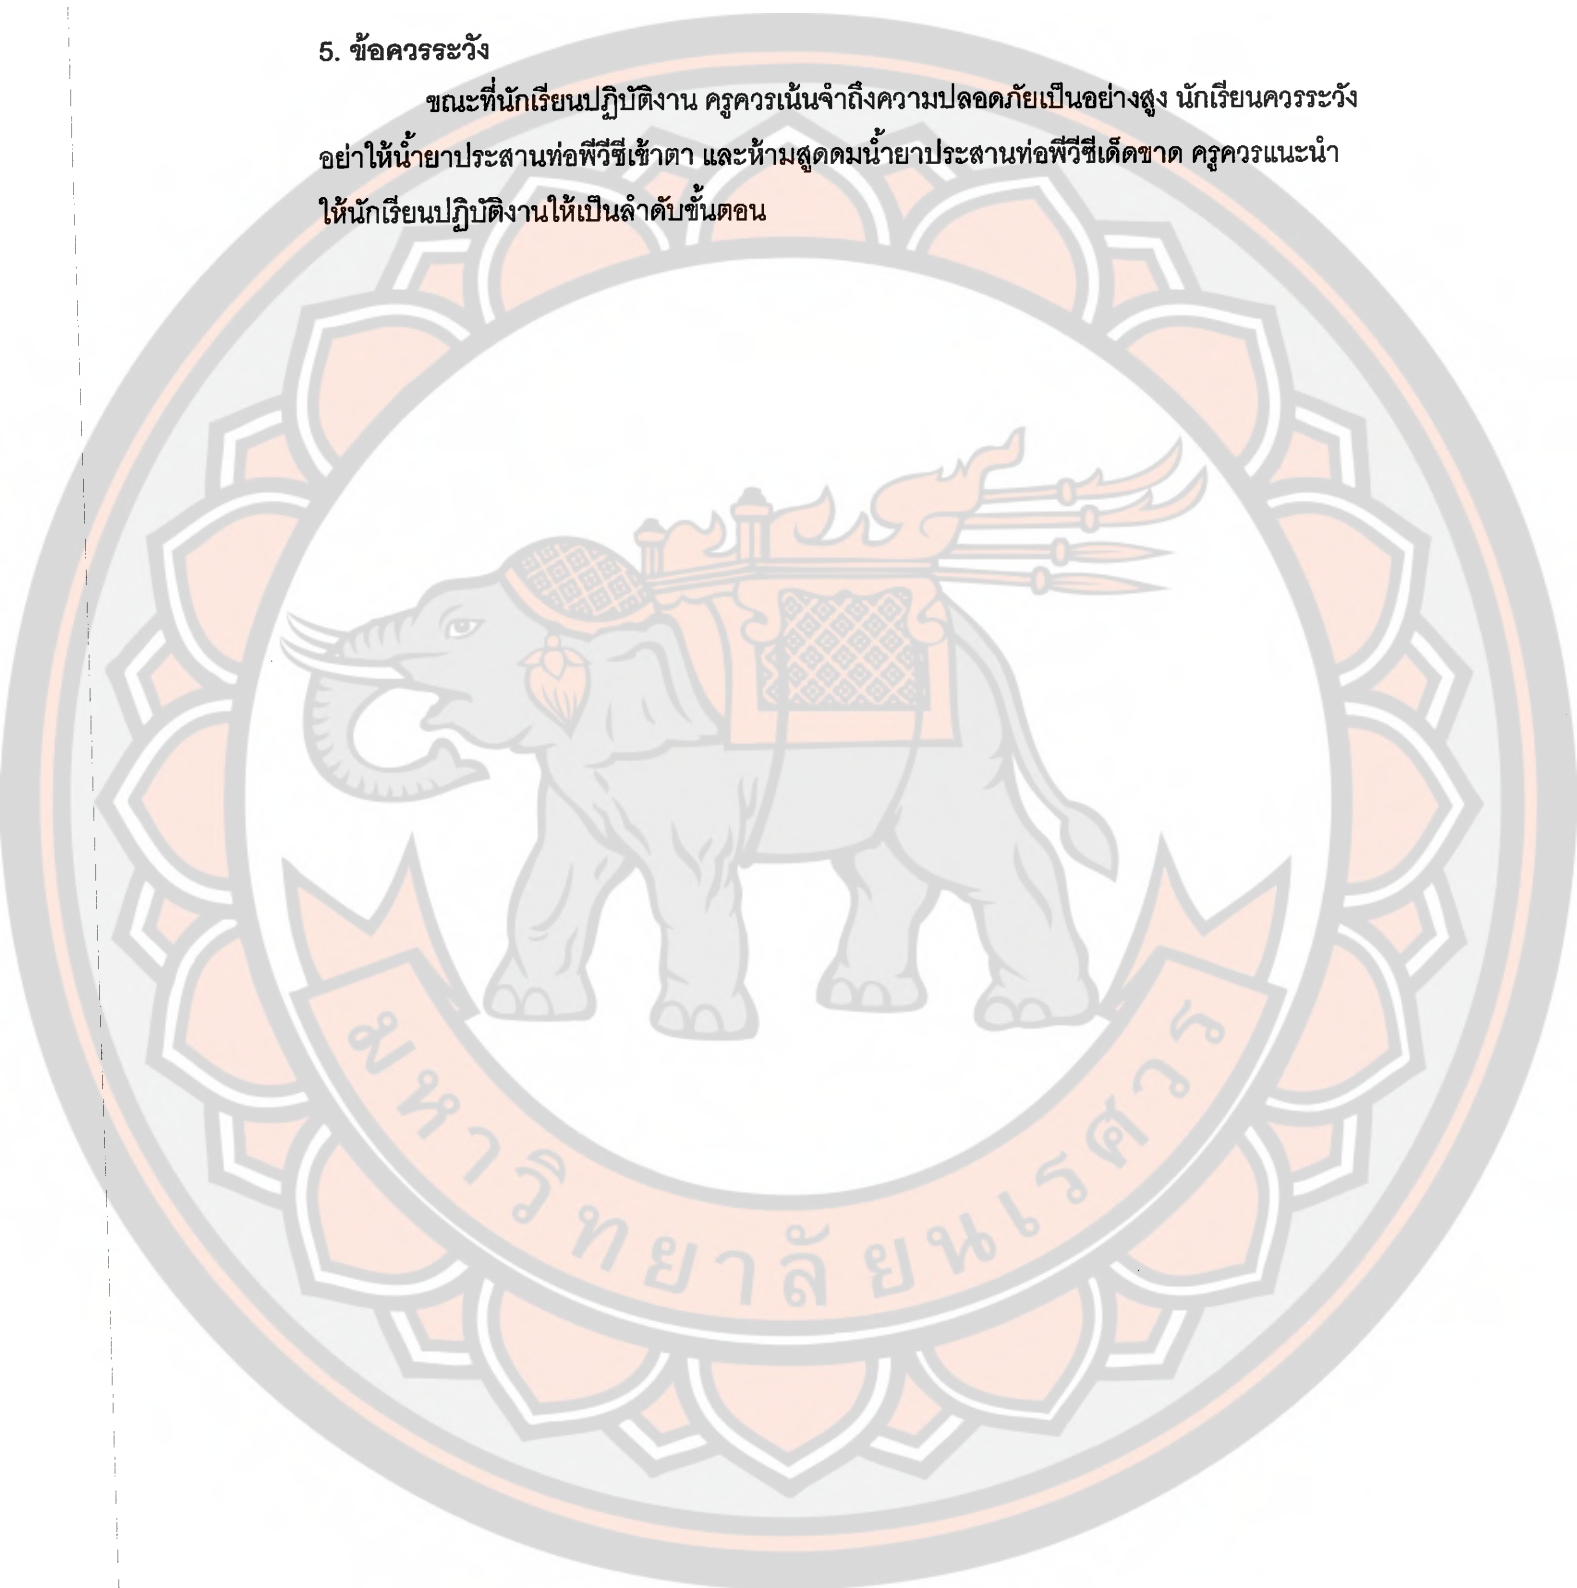 5. ข้อควรระวัง
ขณะที่นักเรียนปฏิบัติงาน ครูควรเน้นจำถึงความปลอดภัยเป็นอย่างสูง นักเรียนควรระวัง
อย่าให้น้ำยาประสานท่อพีวีซีเข้าตา และห้ามสูดดมน้ำยาประสานท่อพีวีซีเด็ดขาด ครูควรแนะนำ
ให้นักเรียนปฏิบัติงานให้เป็นลำดับขั้นตอน
มหาวิทยาลัยนเรศวร